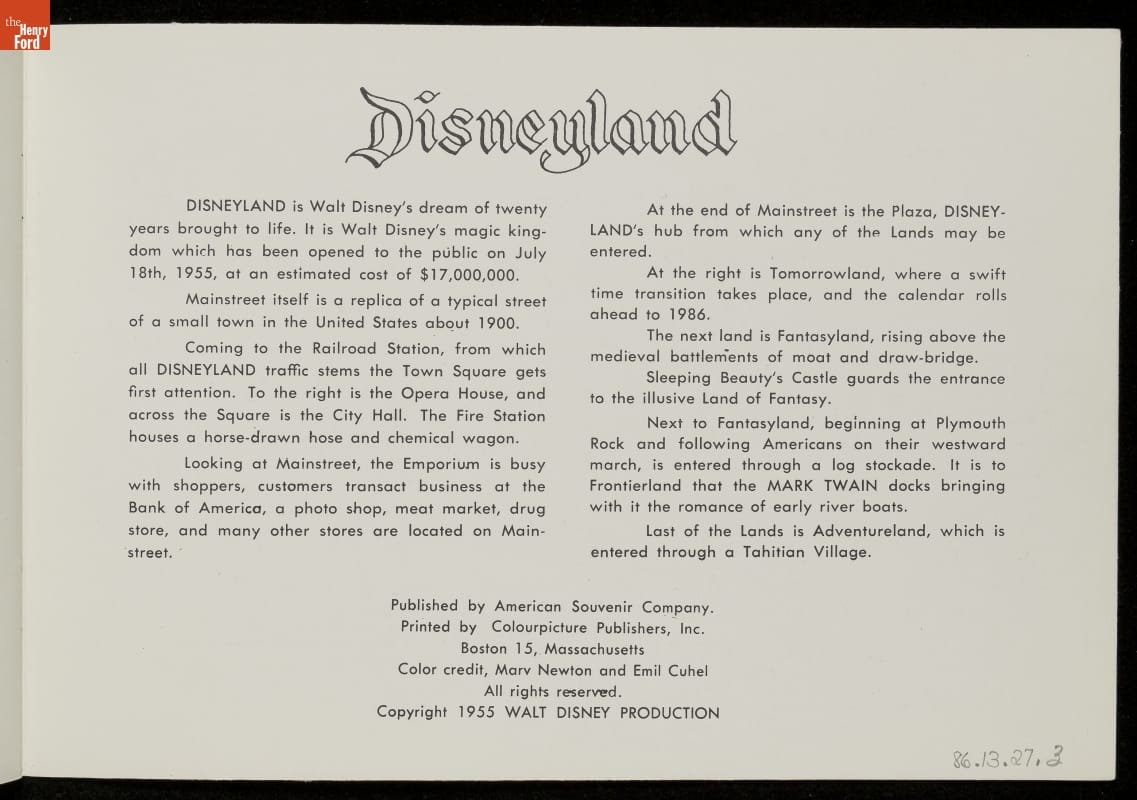 the
Henry
Ford
Disneyland
DISNEYLAND is Walt Disney's dream of twenty
years brought to life. It is Walt Disney's magic king-
dom which has been opened to the public on July
18th, 1955, at an estimated cost of $17,000,000.
Mainstreet itself is a replica of a typical street
of a small town in the United States about 1900.
Coming to the Railroad Station, from which
all DISNEYLAND traffic stems the Town Square gets
first attention. To the right is the Opera House, and
across the Square is the City Hall. The Fire Station
houses a horse-drawn hose and chemical wagon.
Looking at Mainstreet, the Emporium is busy
with shoppers, customers transact business at the
Bank of America, a photo shop, meat market, drug
store, and many other stores are located on Main-
street.
At the end of Mainstreet is the Plaza, DISNEY-
LAND's hub from which any of the Lands may be
entered.
At the right is Tomorrowland, where a swift
time transition takes place, and the calendar rolls
ahead to 1986.
The next land is Fantasyland, rising above the
medieval battlements of moat and draw-bridge.
Sleeping Beauty's Castle guards the entrance
to the illusive Land of Fantasy.
Next to Fantasyland, beginning at Plymouth
Rock and following Americans on their westward
march, is entered through a log stockade. It is to
Frontierland that the MARK TWAIN docks bringing
with it the romance of early river boats.
Last of the Lands is Adventureland, which is
entered through a Tahitian Village.
Published by American Souvenir Company.
Printed by Colourpicture Publishers, Inc.
Boston 15, Massachusetts
Color credit, Marv Newton and Emil Cuhel
All rights reserved.
Copyright 1955 WALT DISNEY PRODUCTION
86.13.27.3